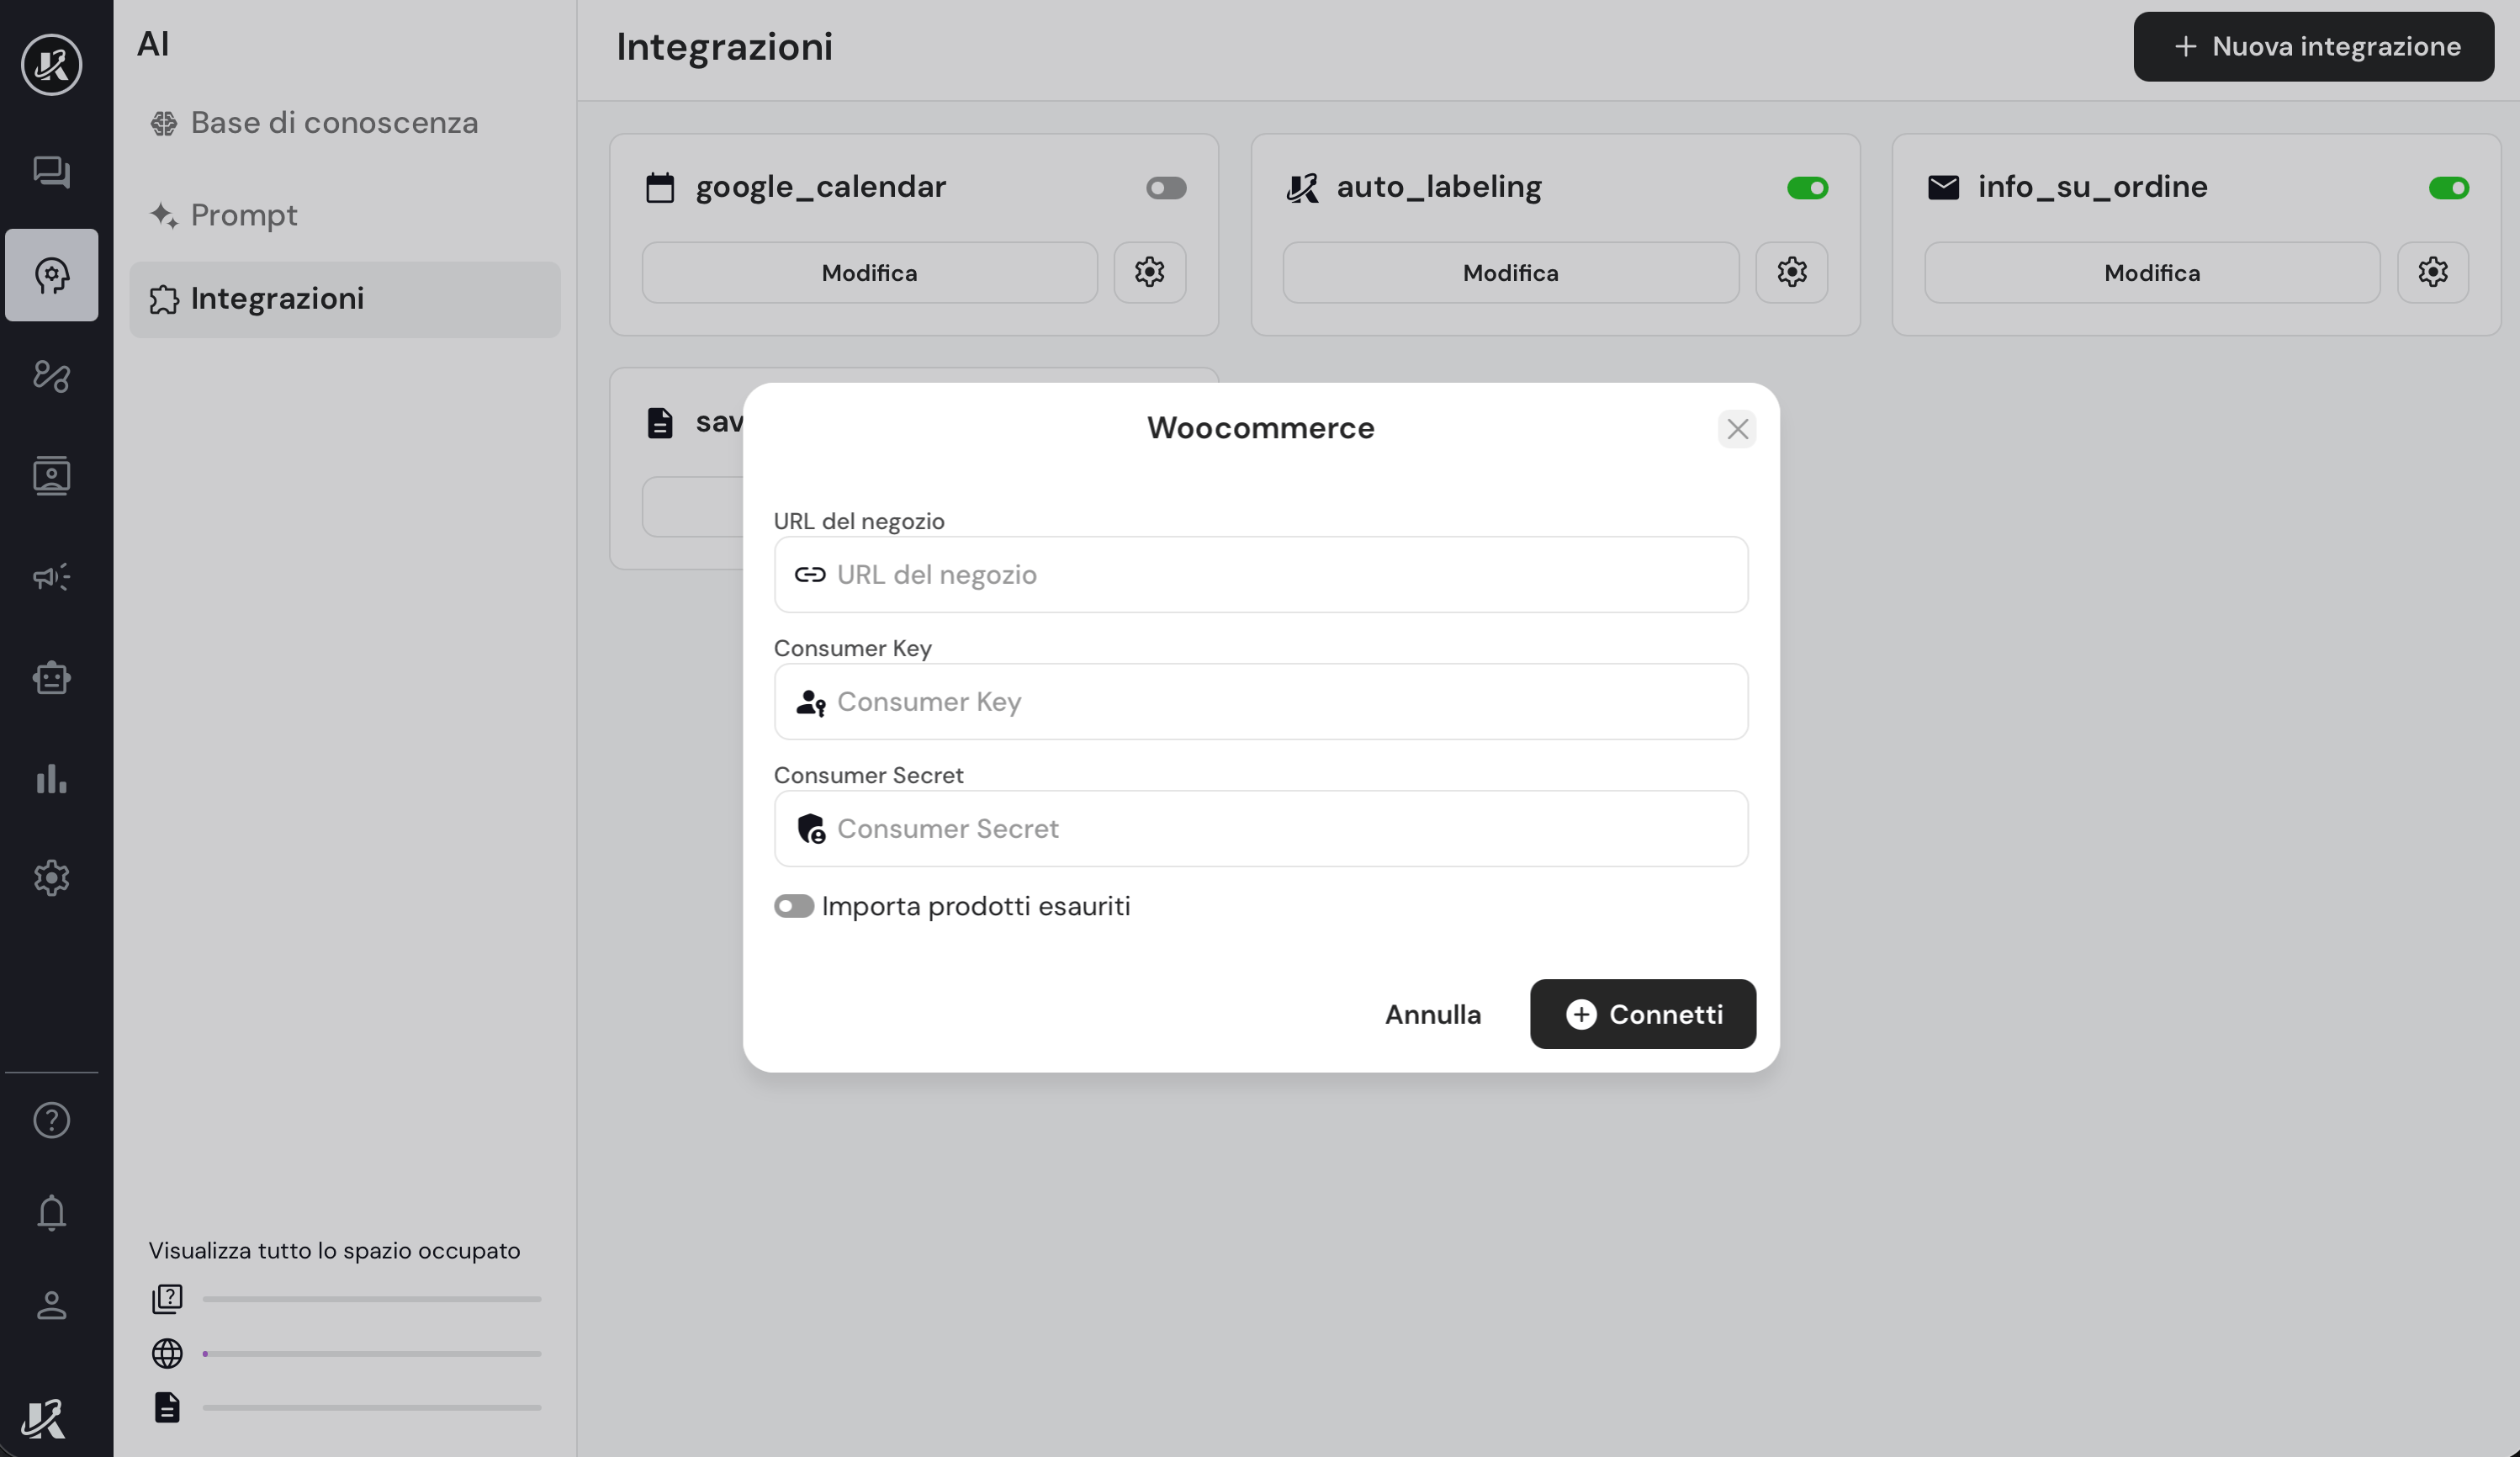 AI
Base di conoscenza
Prompt
Integrazioni
Visualizza tutto lo spazio occupato
Integrazioni
+ Nuova integrazione
google_calendar
Modifica
auto_labeling
Modifica
info_su_ordine
Modifica
sav
Woocommerce
URL del negozio
URL del negozio
Consumer Key
Consumer Key
Consumer Secret
Consumer Secret
Importa prodotti esauriti
Annulla
Connetti